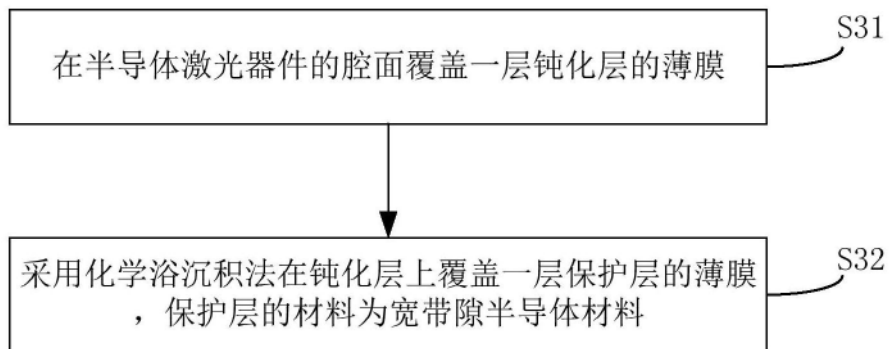 S31
在半导体激光器件的腔面覆盖一层钝化层的薄膜
S32
采用化学浴沉积法在钝化层上覆盖一层保护层的薄膜
，保护层的材料为宽带隙半导体材料